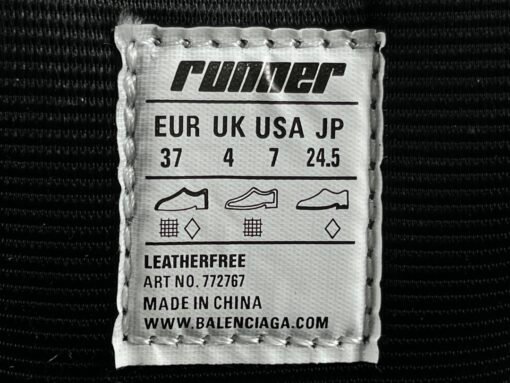 runner
EUR UK USA JP
37 4 7 24.5
LEATHERFREE
ART NO. 772767
MADE IN CHINA
WWW.BALENCIAGA.COM